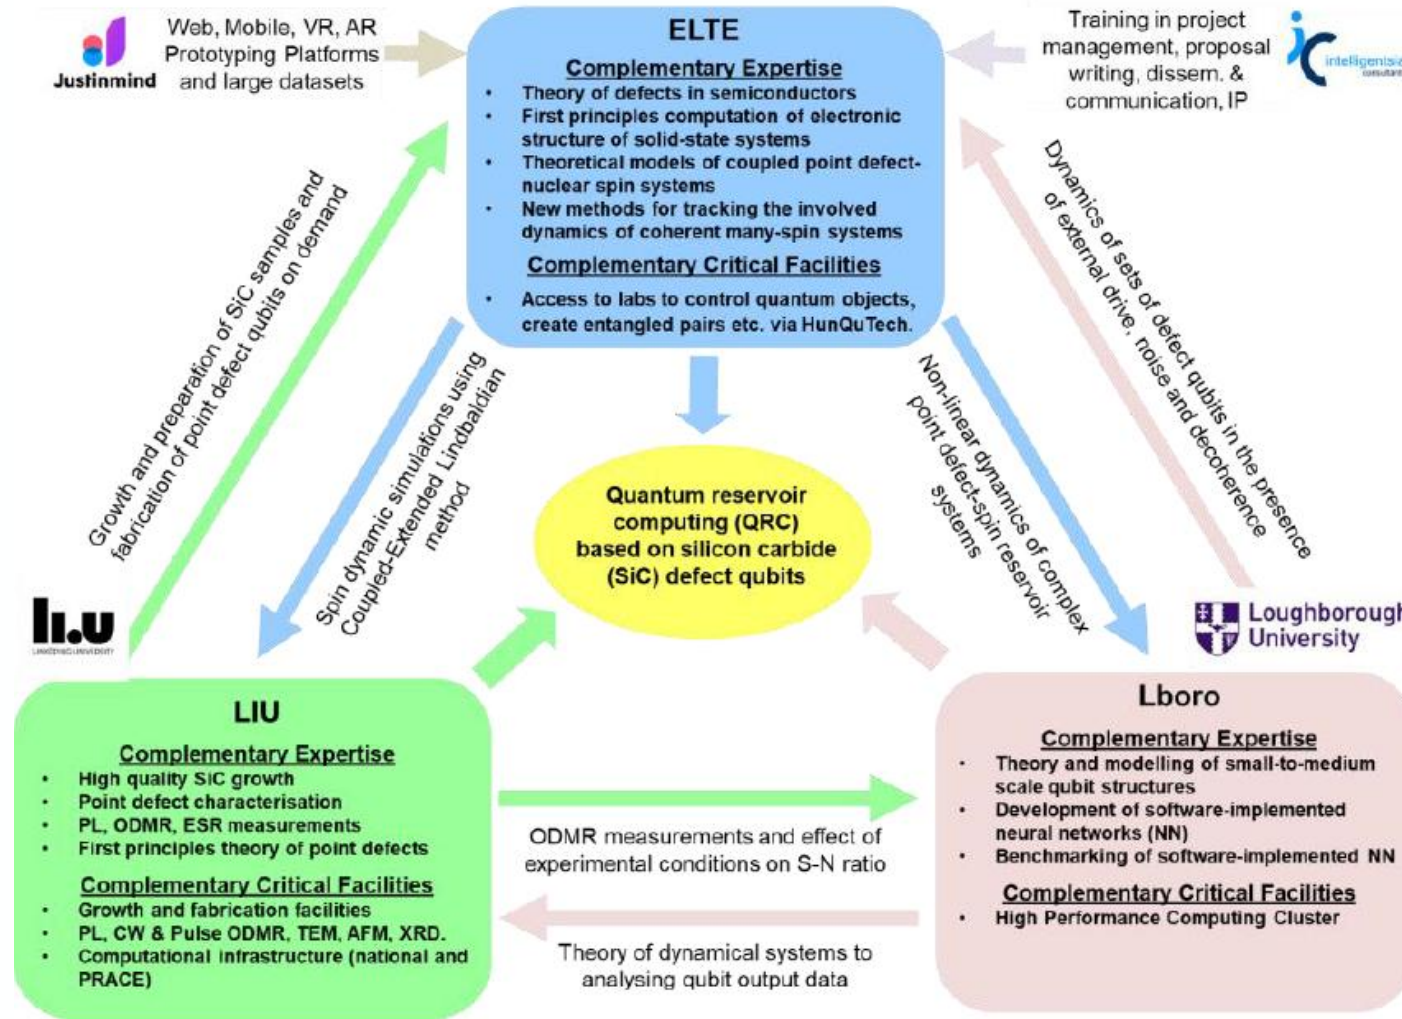 Justinmind
Web, Mobile, VR, AR
Prototyping Platforms
and large datasets
Training in project
management, proposal
writing, dissem. &
communication, IP
ic
intelligentsia
consultants
ELTE
Complementary Expertise
• Theory of defects in semiconductors
• First principles computation of electronic
structure of solid-state systems
• Theoretical models of coupled point defect-
nuclear spin systems
• New methods for tracking the involved
dynamics of coherent many-spin systems
Complementary Critical Facilities
• Access to labs to control quantum objects,
create entangled pairs etc. via HunQuTech.
Growth and preparation of SiC samples and
fabrication of point defect qubits on demand
Spin dynamic simulations using
Coupled-Extended Lindbaldian
method
Non-linear dynamics of complex
point defect-spin reservoir
systems
Dynamics of sets of defect qubits in the presence
of external drive, noise and decoherence
Quantum reservoir
computing (QRC)
based on silicon carbide
(SiC) defect qubits
li.u
LINKÖPING UNIVERSITY
Loughborough
University
LIU
Complementary Expertise
• High quality SiC growth
• Point defect characterisation
• PL, ODMR, ESR measurements
• First principles theory of point defects
Complementary Critical Facilities
• Growth and fabrication facilities
• PL, CW & Pulse ODMR, TEM, AFM, XRD.
• Computational infrastructure (national and
PRACE)
ODMR measurements and effect of
experimental conditions on S-N ratio
Theory of dynamical systems to
analysing qubit output data
Lboro
Complementary Expertise
• Theory and modelling of small-to-medium
scale qubit structures
• Development of software-implemented
neural networks (NN)
• Benchmarking of software-implemented NN
Complementary Critical Facilities
• High Performance Computing Cluster